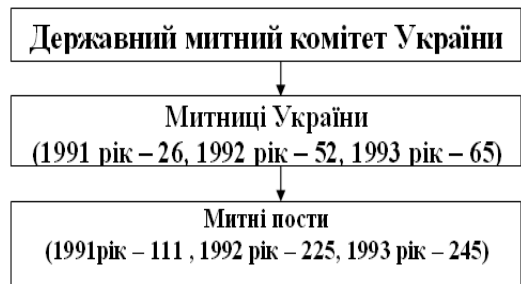 Державний митний комітет України
Митниці України
(1991 рік – 26, 1992 рік – 52, 1993 рік – 65)
Митні пости
(1991рік – 111 , 1992 рік – 225, 1993 рік – 245)